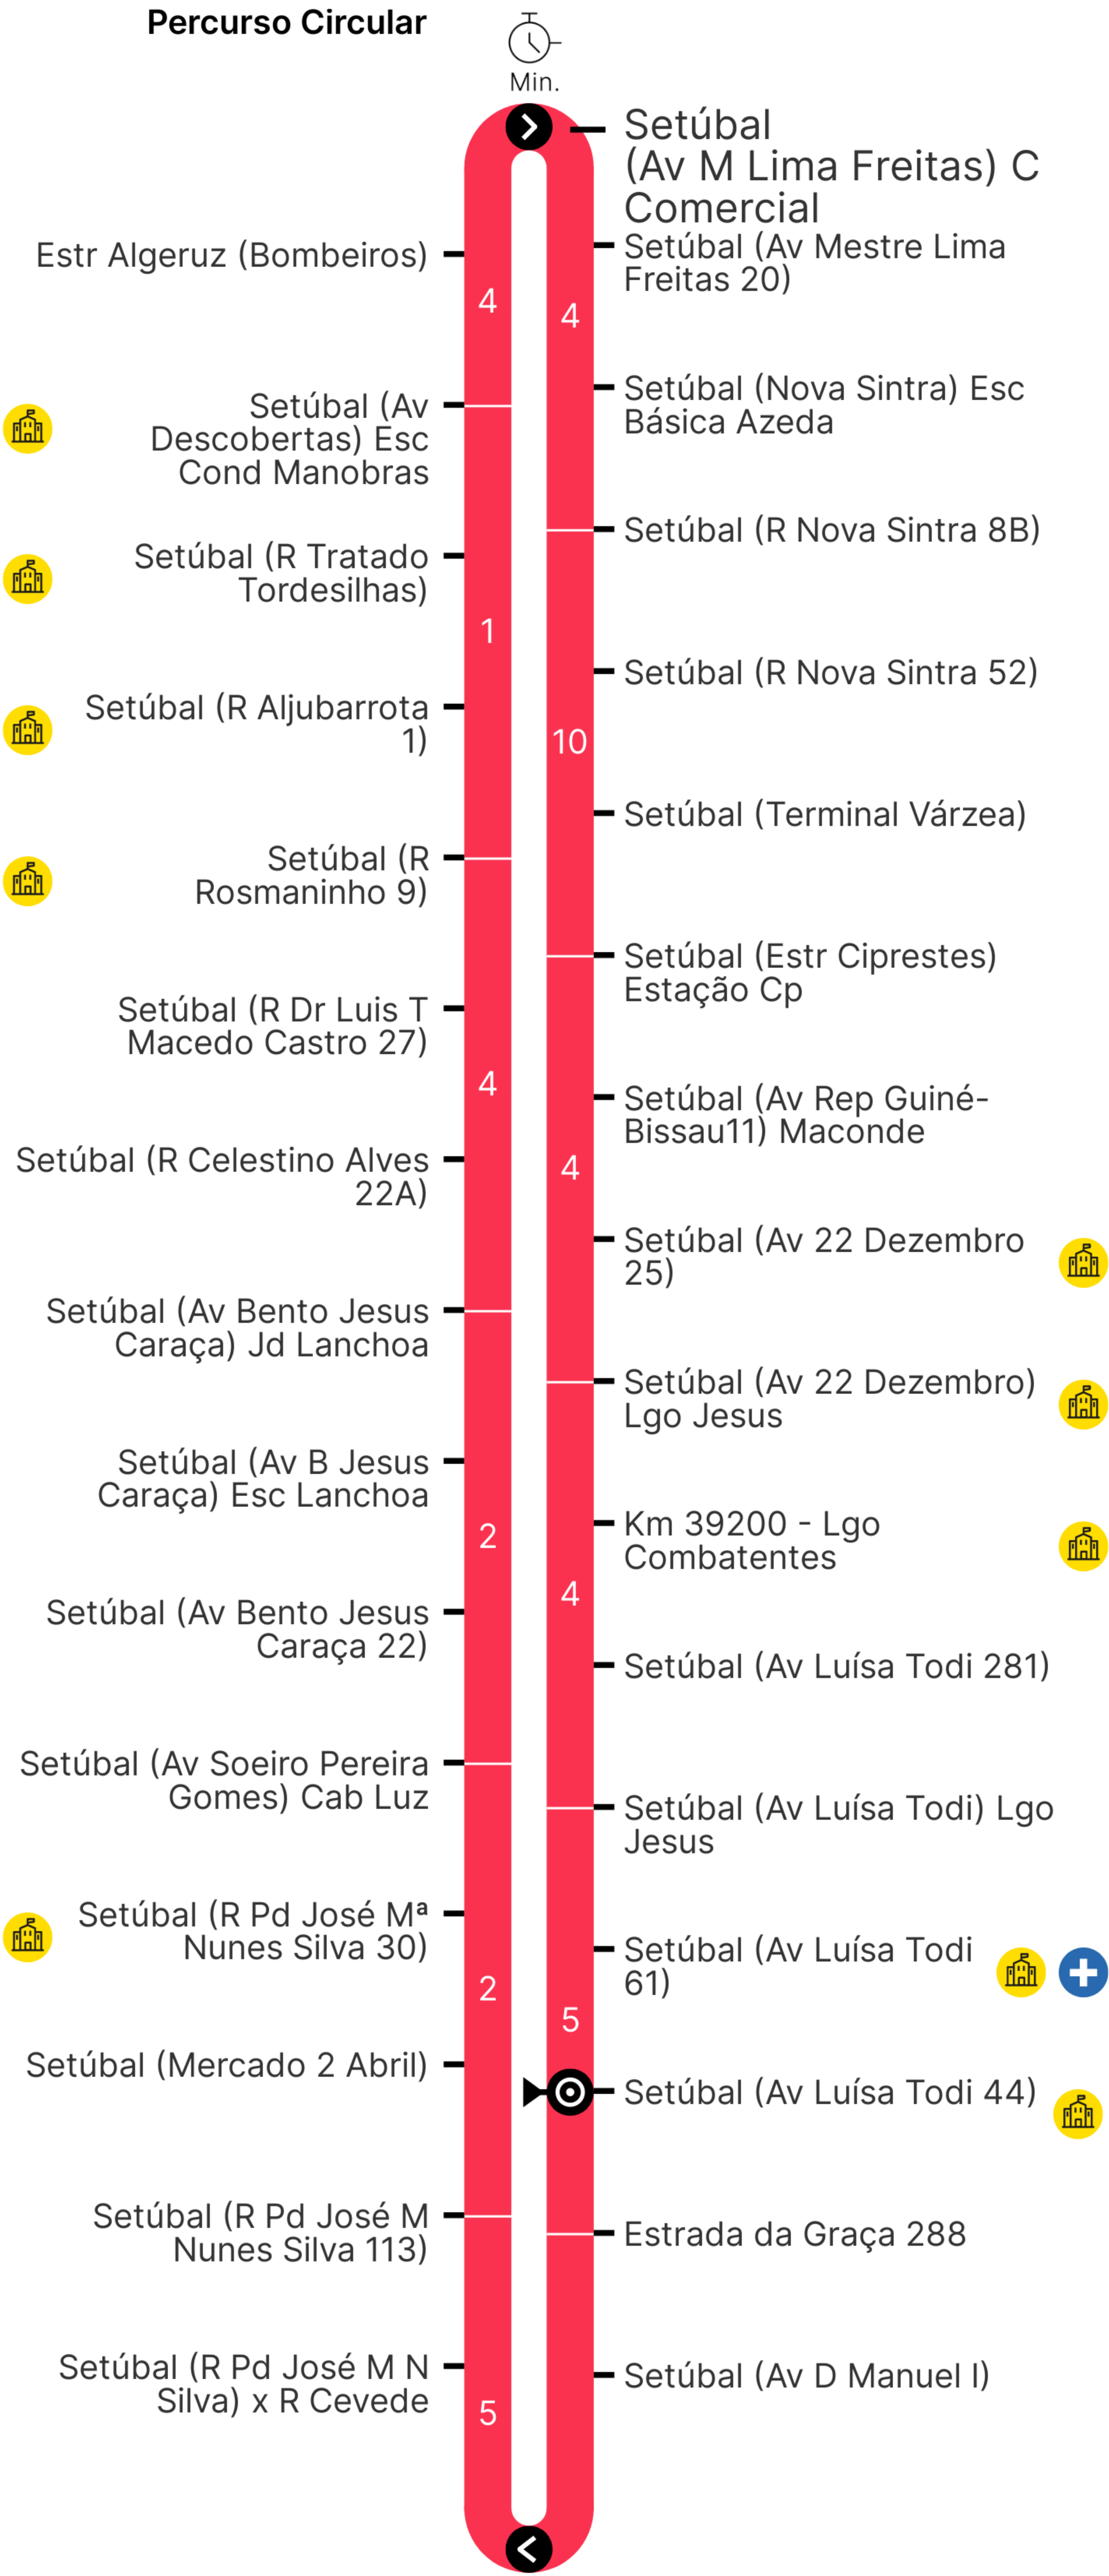 Percurso Circular
Min.
Setúbal
(Av M Lima Freitas) C
Comercial
Setúbal (Av Mestre Lima
Freitas 20)
4
Setúbal (Nova Sintra) Esc
Básica Azeda
Setúbal (R Nova Sintra 8B)
Setúbal (R Nova Sintra 52)
10
Setúbal (Terminal Várzea)
Setúbal (Estr Ciprestes)
Estação Cp
Setúbal (Av Rep Guiné-
Bissau11) Maconde
4
Setúbal (Av 22 Dezembro
25)
Setúbal (Av 22 Dezembro)
Lgo Jesus
Km 39200 - Lgo
Combatentes
4
Setúbal (Av Luísa Todi 281)
Setúbal (Av Luísa Todi) Lgo
Jesus
Setúbal (Av Luísa Todi
61)
5
Setúbal (Av Luísa Todi 44)
Estrada da Graça 288
Setúbal (Av D Manuel I)
Estr Algeruz (Bombeiros)
4
Setúbal (Av
Descobertas) Esc
Cond Manobras
Setúbal (R Tratado
Tordesilhas)
1
Setúbal (R Aljubarrota
1)
Setúbal (R
Rosmaninho 9)
Setúbal (R Dr Luis T
Macedo Castro 27)
4
Setúbal (R Celestino Alves
22A)
Setúbal (Av Bento Jesus
Caraça) Jd Lanchoa
Setúbal (Av B Jesus
Caraça) Esc Lanchoa
2
Setúbal (Av Bento Jesus
Caraça 22)
Setúbal (Av Soeiro Pereira
Gomes) Cab Luz
Setúbal (R Pd José Mª
Nunes Silva 30)
2
Setúbal (Mercado 2 Abril)
Setúbal (R Pd José M
Nunes Silva 113)
Setúbal (R Pd José M N
Silva) x R Cevede
5